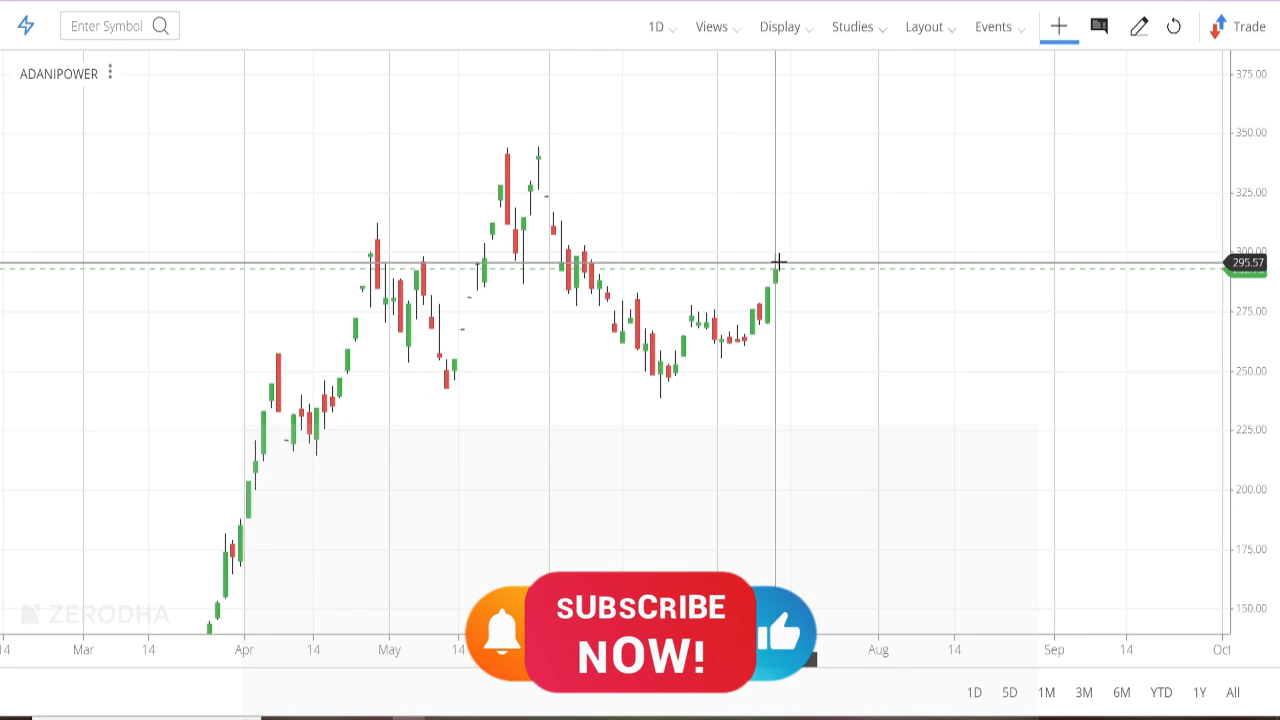 Enter Symbol
1D Views Display Studies Layout Events Trade
ADANIPOWER
375.00
350.00
325.00
300.00
295.57
275.00
250.00
225.00
200.00
175.00
150.00
ZERODHA
SUBSCRIBE
NOW!
14 Mar 14 Apr 14 May 14 Aug 14 Sep 14 Oct
1D 5D 1M 3M 6M YTD 1Y All